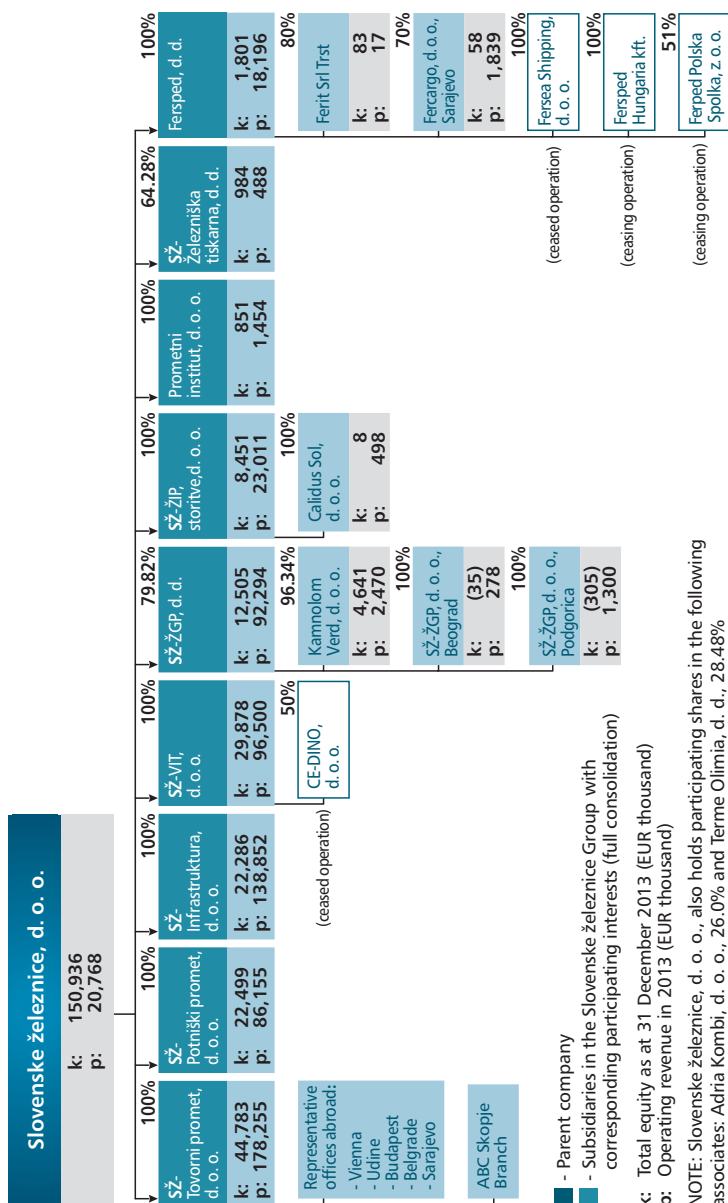 Slovenske železnice, d. o. o.
k: 150,936
p: 20,768
100%
SŽ-
Tovorni promet,
d. o. o.
k: 44,783
p: 178,255
Representative
offices abroad:
- Vienna
- Udine
- Budapest
- Belgrade
- Sarajevo
ABC Skopje
Branch
100%
SŽ-
Potniški promet,
d. o. o.
k: 22,499
p: 86,155
100%
SŽ-
Infrastruktura,
d. o. o.
k: 22,286
p: 138,852
100%
SŽ-VIT,
d. o. o.
k: 29,878
p: 96,500
50%
CE-DINO,
d. o. o.
(ceased operation)
79.82%
SŽ-ŽGP, d. d.
k: 12,505
p: 92,294
96.34%
Kamnolom
Verd, d. o. o.
k: 4,641
p: 2,470
100%
SŽ-ŽGP, d. o. o.,
Beograd
k: (35)
p: 278
100%
SŽ-ŽGP, d. o. o.,
Podgorica
k: (305)
p: 1,300
100%
SŽ-ŽIP,
storitve,d. o. o.
k: 8,451
p: 23,011
100%
Calidus Sol,
d. o. o.
k: 8
p: 498
100%
Prometni
institut, d. o. o.
k: 851
p: 1,454
64.28%
SŽ-
Železniška
tiskarna, d. d.
k: 984
p: 488
100%
Fersped, d. d.
k: 1,801
p: 18,196
80%
Ferit Srl Trst
k: 83
p: 17
70%
Fercargo, d.o.o.,
Sarajevo
k: 58
p: 1,839
100%
Fersea Shipping,
d. o. o.
(ceased operation)
100%
Fersped
Hungaria kft.
(ceasing operation)
51%
Ferped Polska
Spolka, z o.o.
(ceasing operation)
- Parent company
- Subsidiaries in the Slovenske železnice Group with
corresponding participating interests (full consolidation)
k: Total equity as at 31 December 2013 (EUR thousand)
p: Operating revenue in 2013 (EUR thousand)
NOTE: Slovenske železnice, d. o. o., also holds participating shares in the following
associates: Adria Kombi, d. o. o., 26.0% and Terme Olimia, d. d., 28.48%